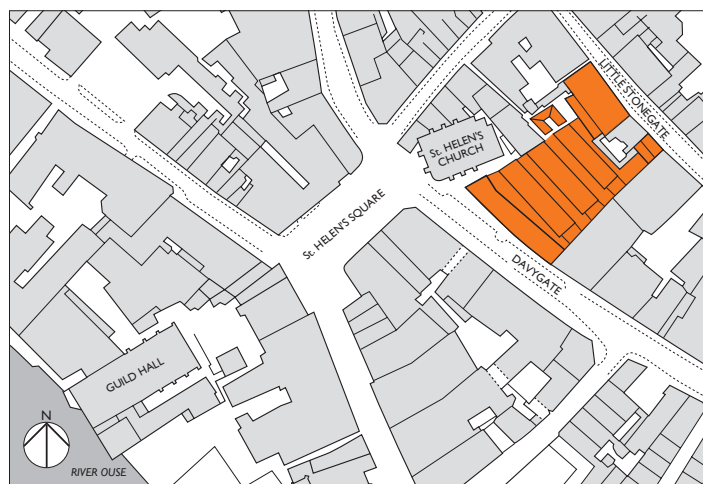 LITTLE STONEGATE
St. HELEN'S
CHURCH
St. HELEN'S SQUARE
DAVYGATE
GUILD HALL
N
RIVER OUSE